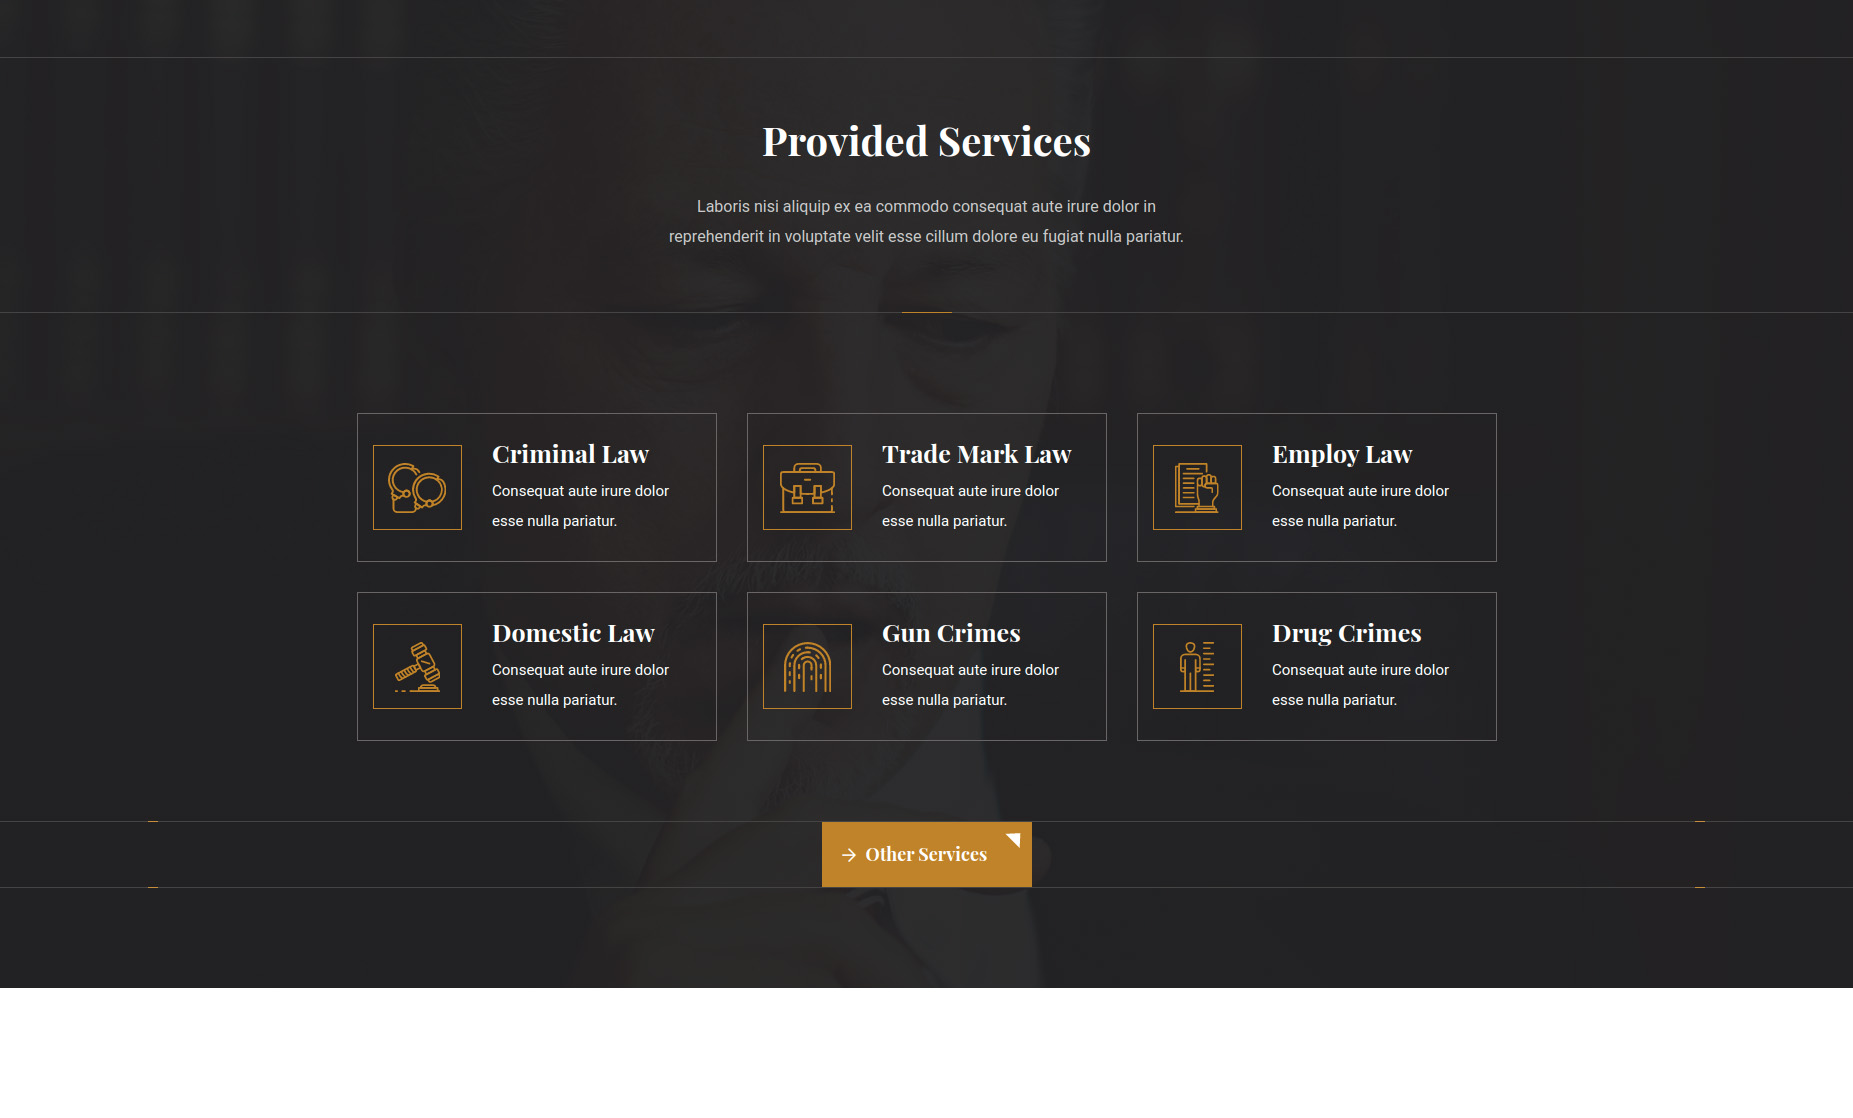 Provided Services
Laboris nisi aliquip ex ea commodo consequat aute irure dolor in
reprehenderit in voluptate velit esse cillum dolore eu fugiat nulla pariatur.
Criminal Law
Consequat aute irure dolor
esse nulla pariatur.
Trade Mark Law
Consequat aute irure dolor
esse nulla pariatur.
Employ Law
Consequat aute irure dolor
esse nulla pariatur.
Domestic Law
Consequat aute irure dolor
esse nulla pariatur.
Gun Crimes
Consequat aute irure dolor
esse nulla pariatur.
Drug Crimes
Consequat aute irure dolor
esse nulla pariatur.
Other Services